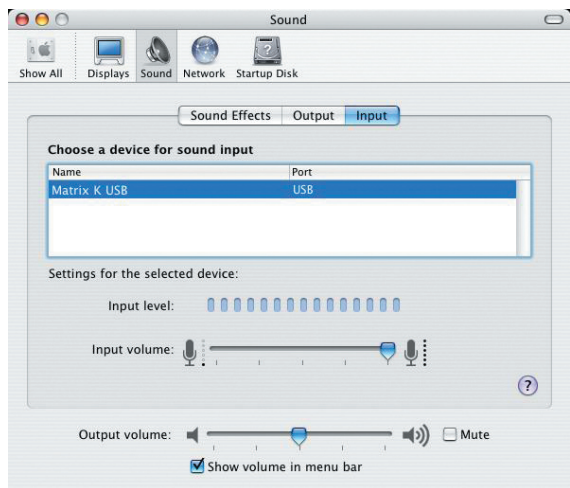 Sound
Show All Displays Sound Network Startup Disk
Sound Effects Output Input
Choose a device for sound input
Name Port
Matrix K USB USB
Settings for the selected device:
Input level:
Input volume:
?
Output volume: Mute
Show volume in menu bar